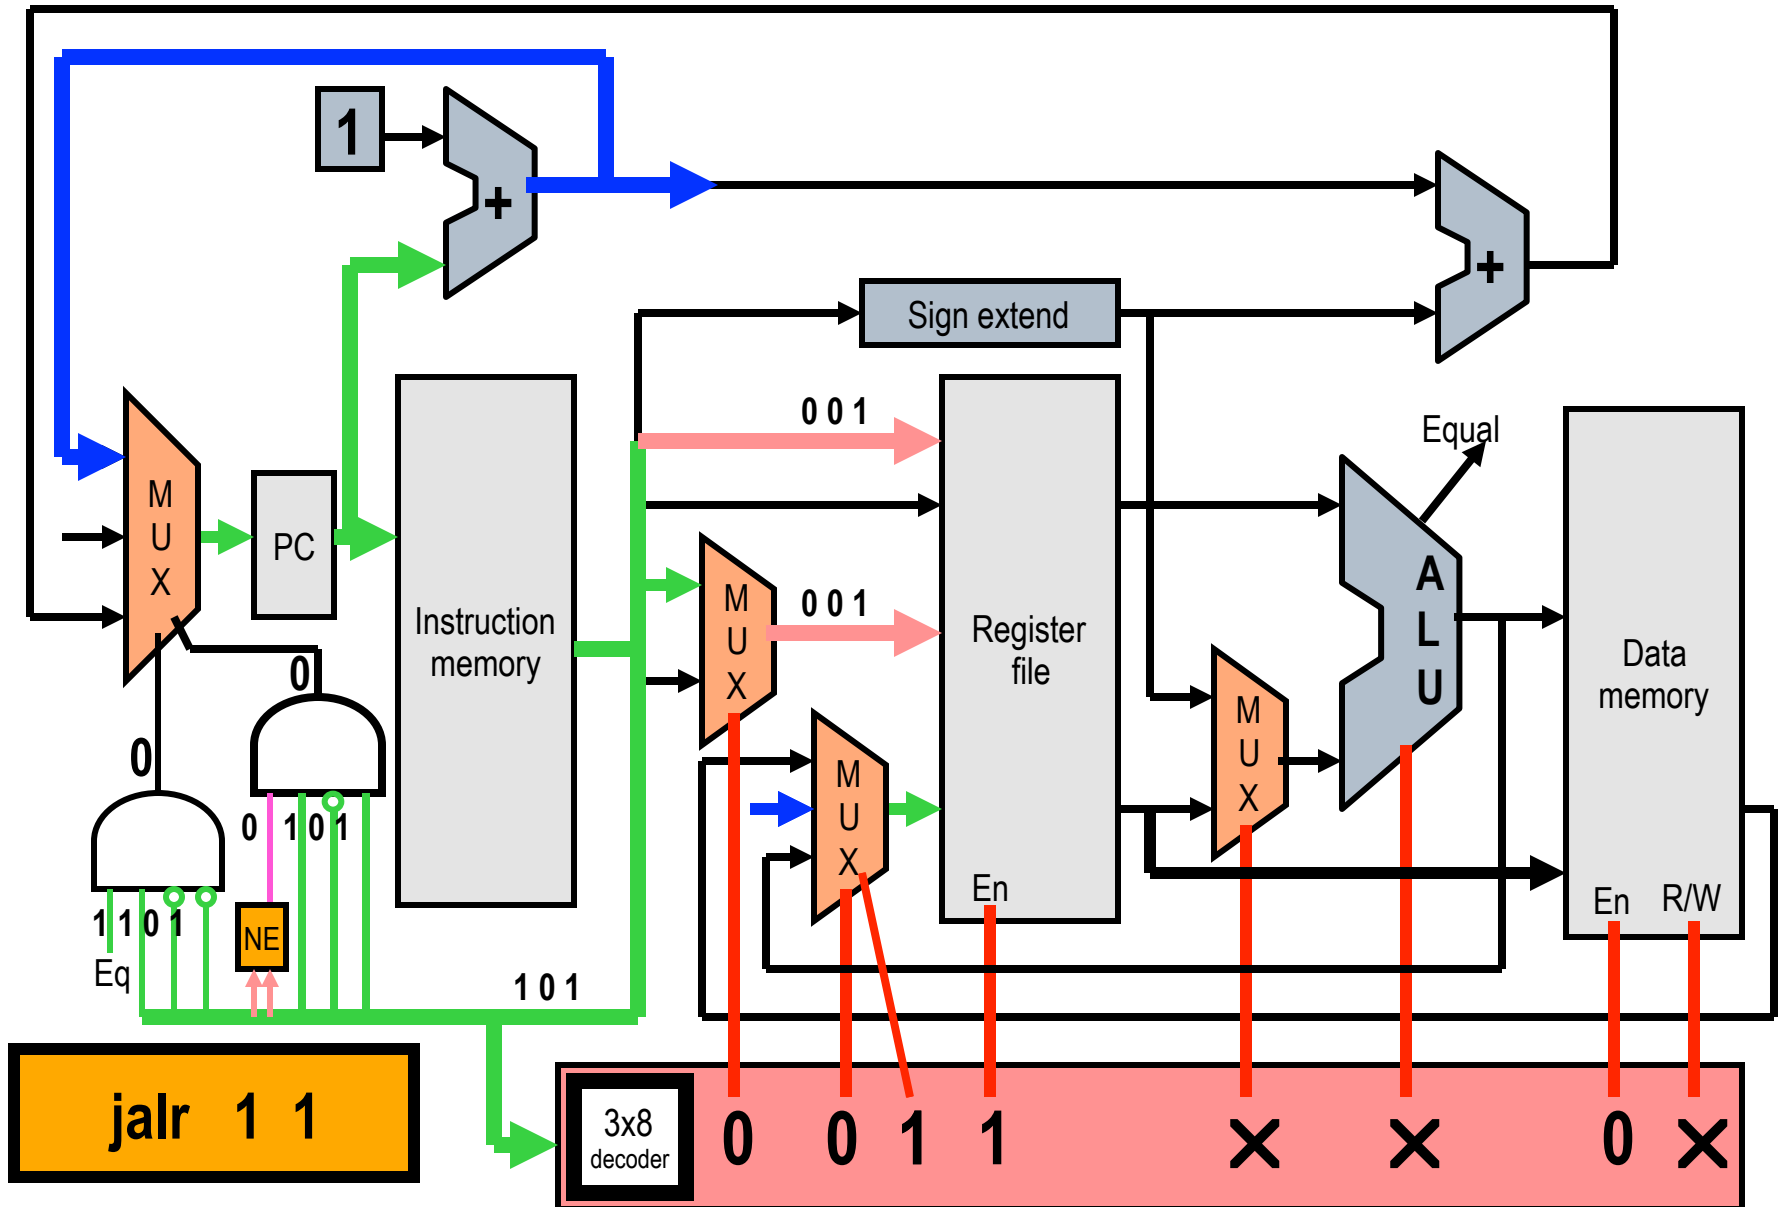 1
+
+
Sign extend
0 0 1
Equal
M
U
X
PC
Instruction
memory
M
U
X
0 0 1
Register
file
En
A
L
U
Data
memory
En R/W
M
U
X
M
U
X
0
0
0 1 0 1
1 1 0 1
Eq
NE
1 0 1
jalr 1 1
3x8
decoder
0 0 1 1 X X 0 X